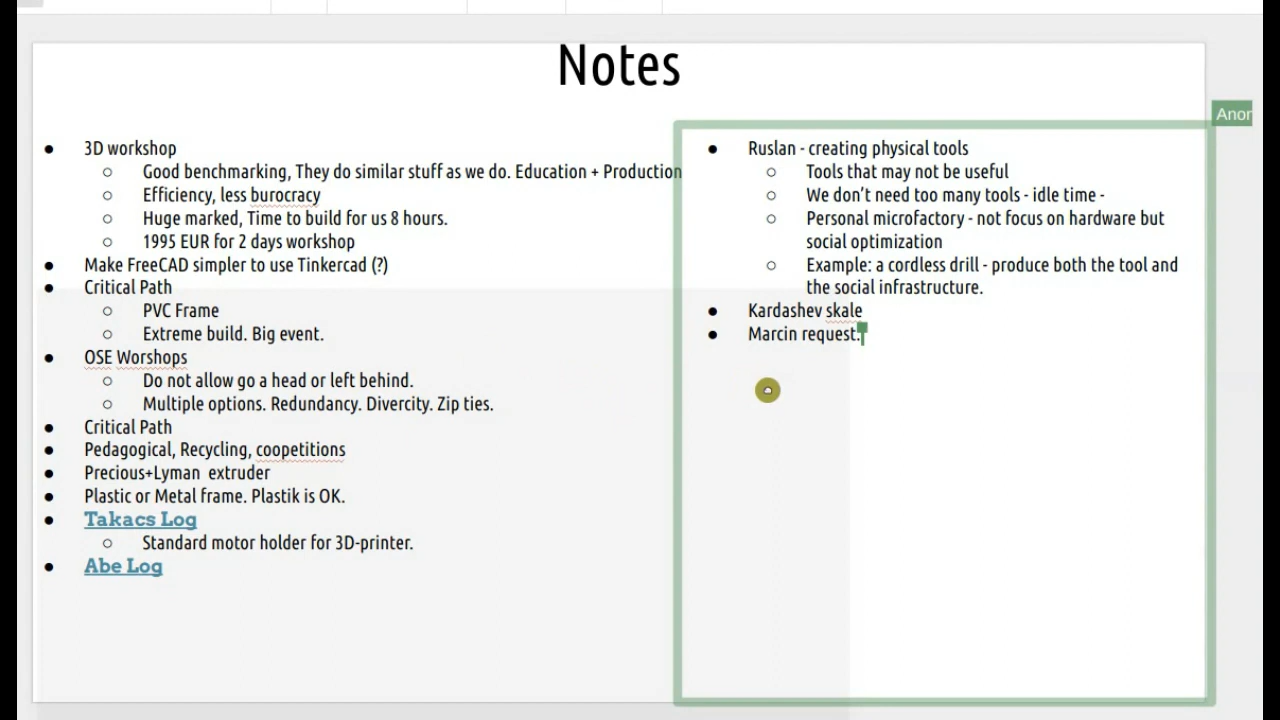 Notes
3D workshop
Good benchmarking, They do similar stuff as we do. Education + Production
Efficiency, less burocracy
Huge marked, Time to build for us 8 hours.
1995 EUR for 2 days workshop
Make FreeCAD simpler to use Tinkercad (?)
Critical Path
PVC Frame
Extreme build. Big event.
OSE Worshops
Do not allow go a head or left behind.
Multiple options. Redundancy. Divercity. Zip ties.
Critical Path
Pedagogical, Recycling, coopetitions
Precious+Lyman extruder
Plastic or Metal frame. Plastik is OK.
Takacs Log
Standard motor holder for 3D-printer.
Abe Log
Anor
Ruslan - creating physical tools
Tools that may not be useful
We don't need too many tools - idle time -
Personal microfactory - not focus on hardware but
social optimization
Example: a cordless drill - produce both the tool and
the social infrastructure.
Kardashev skale
Marcin request.